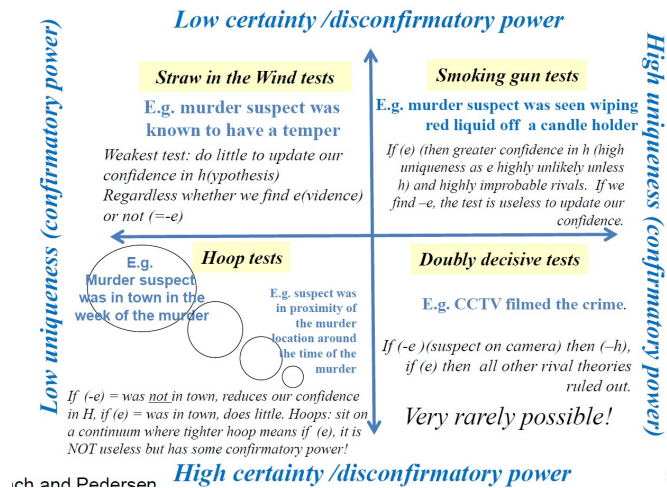 Low certainty /disconfirmatory power
Low uniqueness (confirmatory power)
High uniqueness (confirmatory power)
Straw in the Wind tests
E.g. murder suspect was
known to have a temper
Weakest test: do little to update our
confidence in h(ypothesis)
Regardless whether we find e(vidence)
or not (=-e)
Smoking gun tests
E.g. murder suspect was seen wiping
red liquid off a candle holder
If (e) (then greater confidence in h (high
uniqueness as e highly unlikely unless
h) and highly improbable rivals. If we
find –e, the test is useless to update our
confidence.
Hoop tests
E.g.
Murder suspect
was in town in the
week of the murder
E.g. suspect was
in proximity of
the murder
location around
the time of the
murder
If (-e) = was not in town, reduces our confidence
in H, if (e) = was in town, does little. Hoops: sit on
a continuum where tighter hoop means if (e), it is
NOT useless but has some confirmatory power!
Doubly decisive tests
E.g. CCTV filmed the crime.
If (-e )(suspect on camera) then (–h),
if (e) then all other rival theories
ruled out.
Very rarely possible!
and Pedersen
High certainty /disconfirmatory power